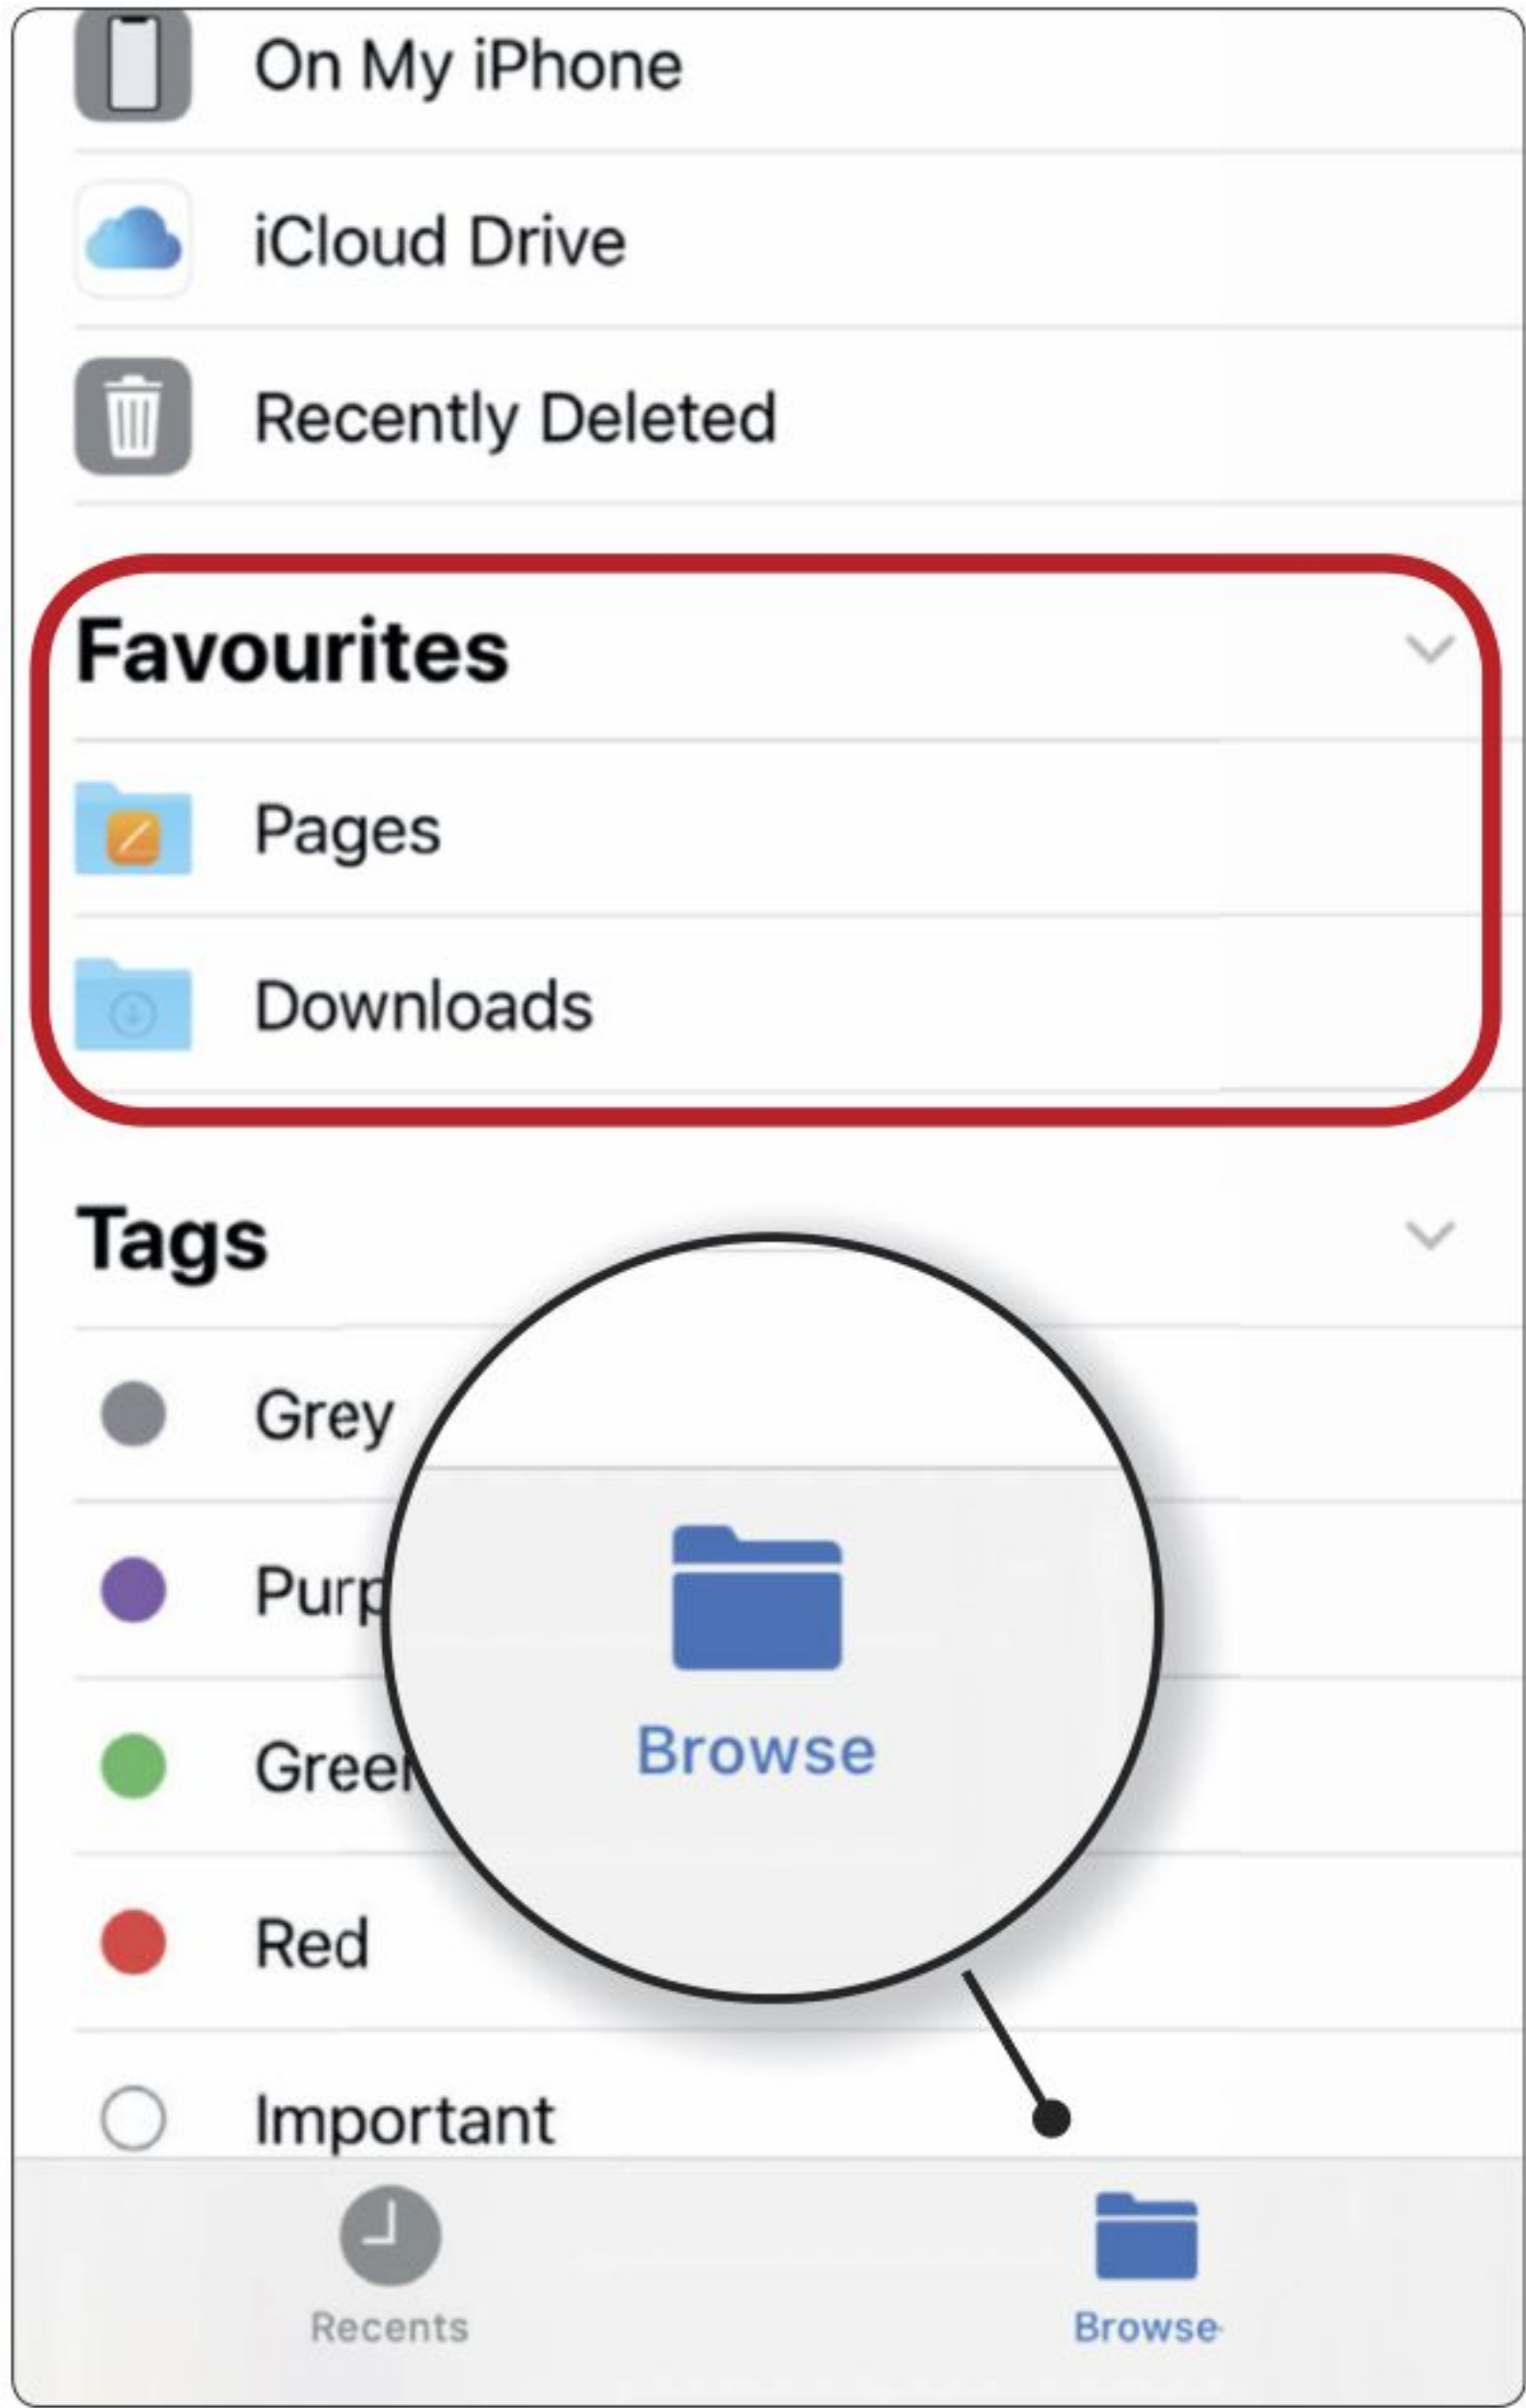 On My iPhone
iCloud Drive
Recently Deleted
Favourites
Pages
Downloads
Tags
Grey
Red
Important
Browse
Recents
Browse